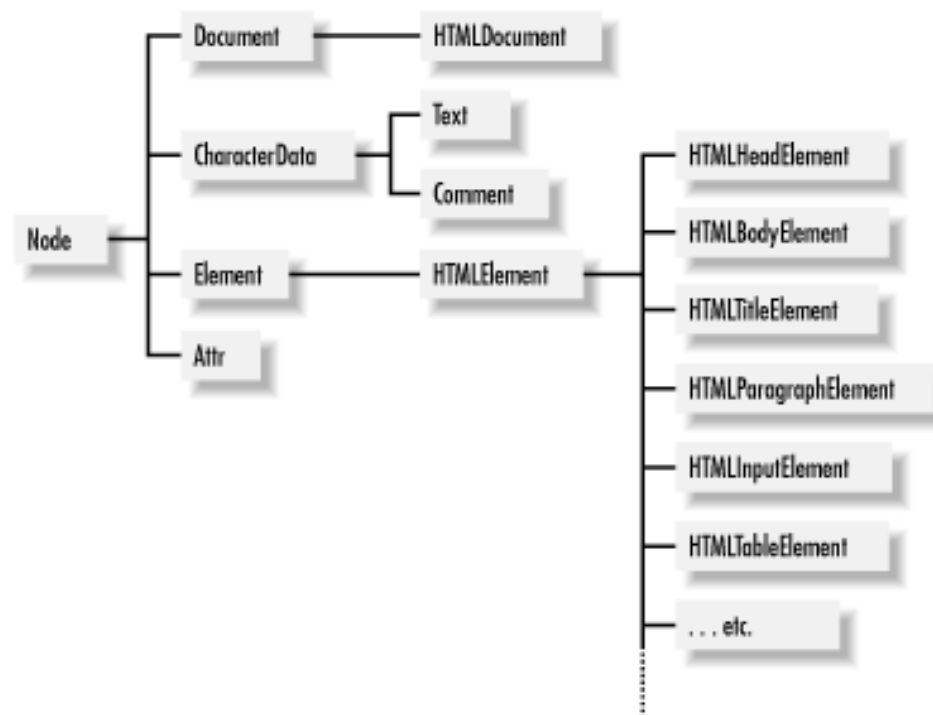 Document
HTMLDocument
Text
CharacterData
HTMLHeadElement
Comment
HTMLBodyElement
Node
Element
HTMLElement
HTMLTitleElement
Attr
HTMLParagraphElement
HTMLInputElement
HTMLTableElement
. . . etc.